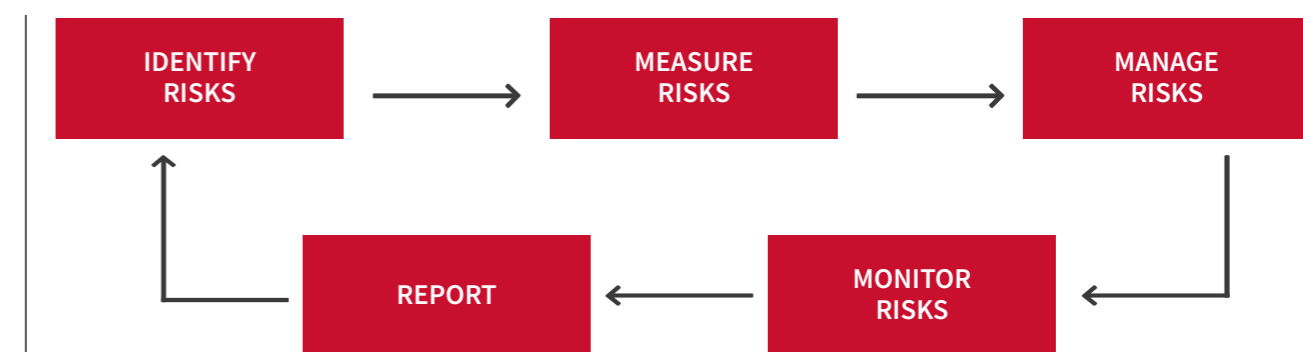 IDENTIFY
RISKS
MEASURE
RISKS
MANAGE
RISKS
MONITOR
RISKS
REPORT